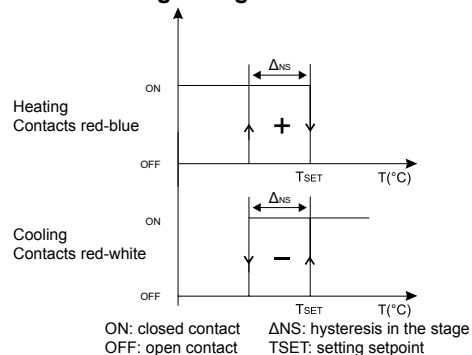 ΔNS
ON
Heating
Contacts red-blue
+
OFF
TSET
T(°C)
ΔNS
ON
Cooling
Contacts red-white
−
OFF
TSET
T(°C)
ON: closed contact ΔNS: hysteresis in the stage
OFF: open contact TSET: setting setpoint